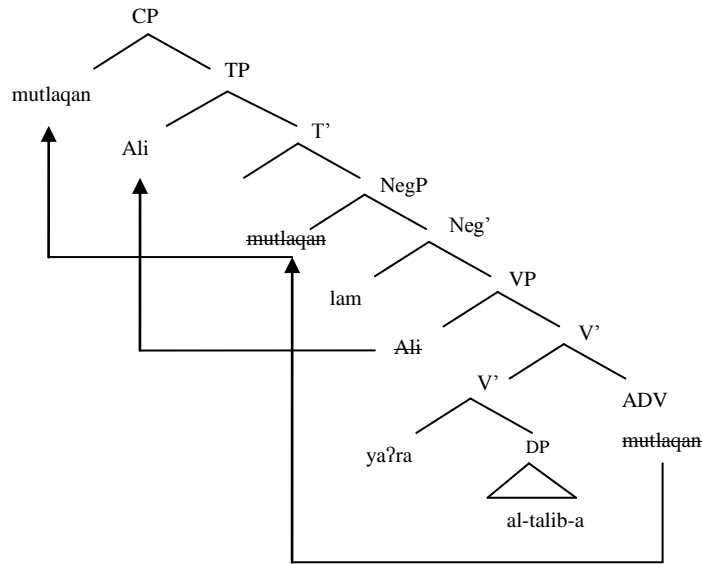 CP
mutlaqan
TP
Ali
T’
NegP
mutlaqan
Neg’
lam
VP
Ali
V’
V’
ADV
yaʔra
DP
mutlaqan
al-talib-a